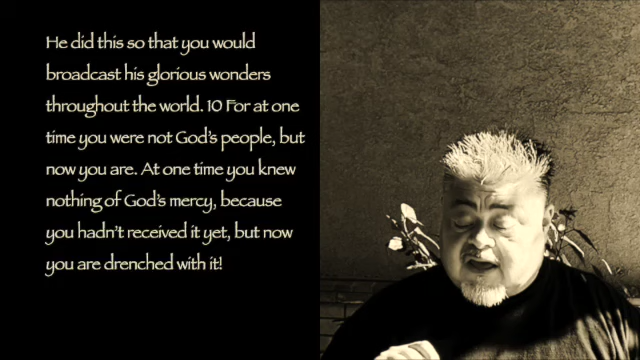 He did this so that you would
broadcast his glorious wonders
throughout the world. 10 For at one
time you were not God's people, but
now you are. At one time you knew
nothing of God's mercy, because
you hadn't received it yet, but now
you are drenched with it!